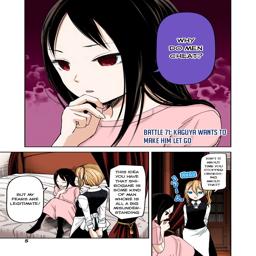 WHY
DO MEN
CHEAT?
BATTLE 71: KAGUYA WANTS TO
MAKE HIM LET GO
ISN'T IT
ABOUT TIME
YOU STOPPED
OBSESSING
ABOUT THAT?
THIS IDEA
YOU HAVE
THAT SHI-
ROGANE IS
SOME KIND
OF MAN
WHORE IS ALL
A BIG
MISUNDER-
STANDING
BUT MY
FEARS ARE
LEGITIMATE!
5